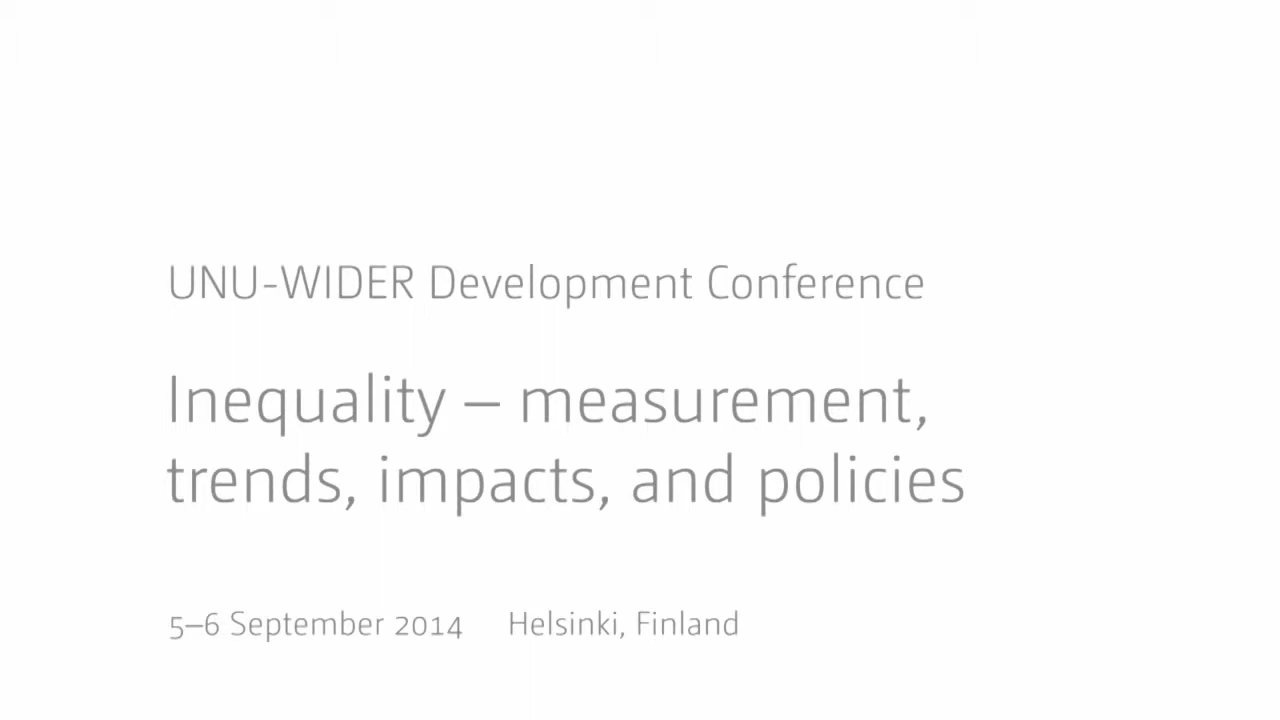 UNU-WIDER Development Conference
Inequality – measurement,
trends, impacts, and policies
5–6 September 2014 Helsinki, Finland